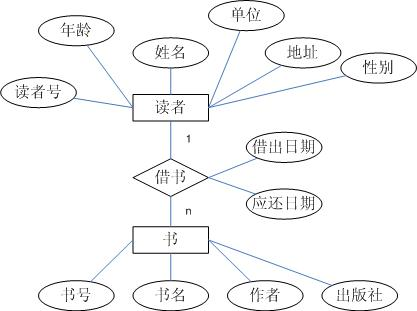 单位
年龄
姓名
地址
性别
读者号
读者
1
借出日期
借书
应还日期
n
书
书号
书名
作者
出版社